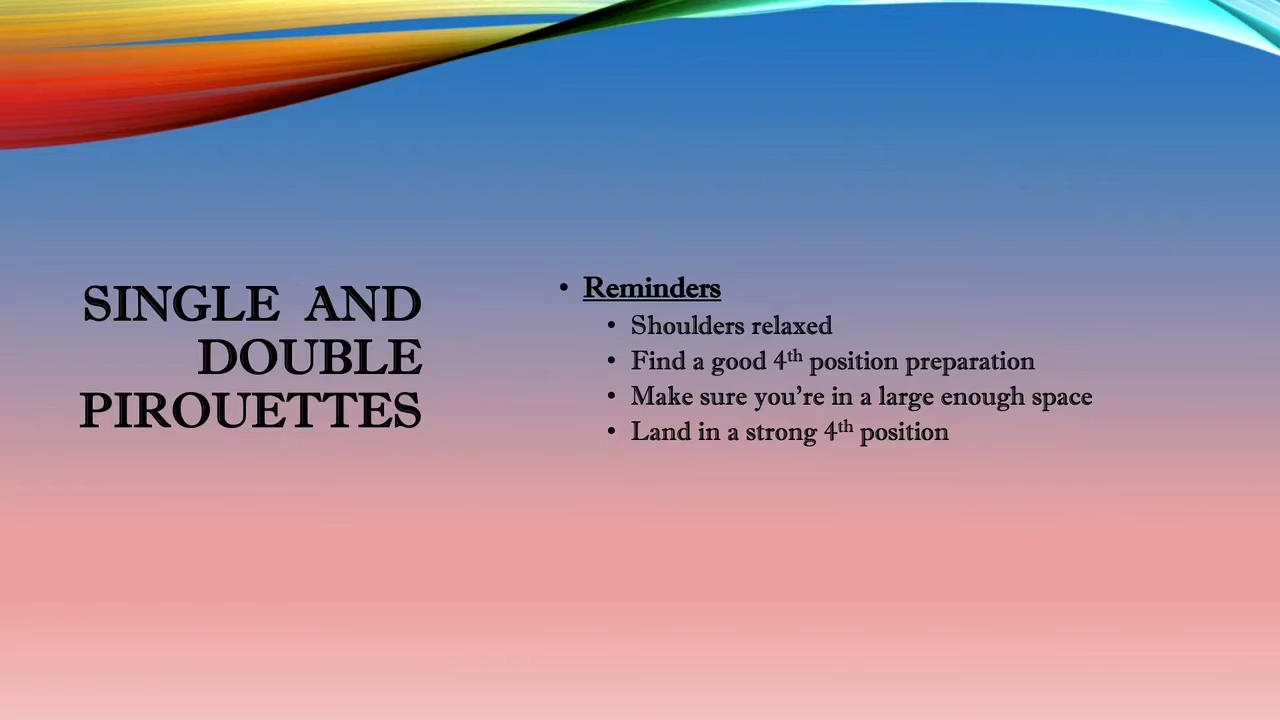 SINGLE AND
DOUBLE
PIROUETTES
• Reminders
• Shoulders relaxed
• Find a good 4th position preparation
• Make sure you’re in a large enough space
• Land in a strong 4th position